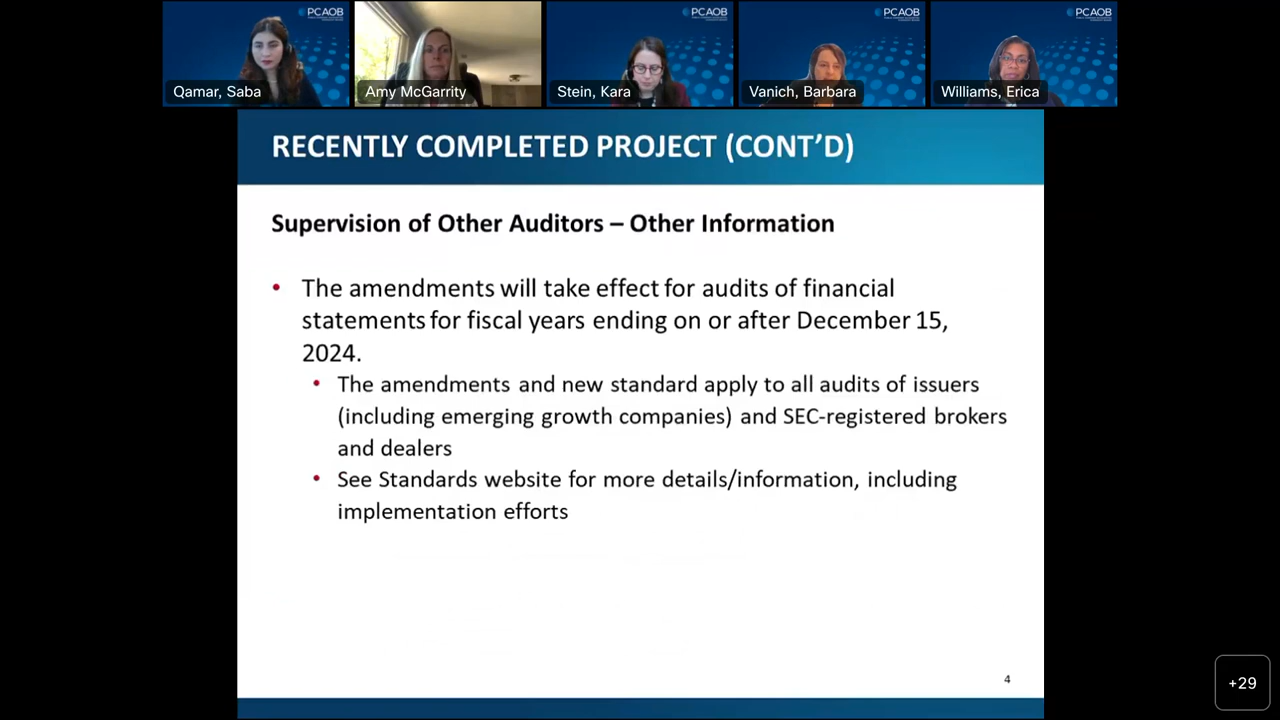 PCAOB
PCAOB
PCAOB
PCAOB
Qamar, Saba
Amy McGarrity
Stein, Kara
Vanich, Barbara
Williams, Erica
RECENTLY COMPLETED PROJECT (CONT’D)
Supervision of Other Auditors – Other Information
• The amendments will take effect for audits of financial
statements for fiscal years ending on or after December 15,
2024.
• The amendments and new standard apply to all audits of issuers
(including emerging growth companies) and SEC-registered brokers
and dealers
• See Standards website for more details/information, including
implementation efforts
4
+29